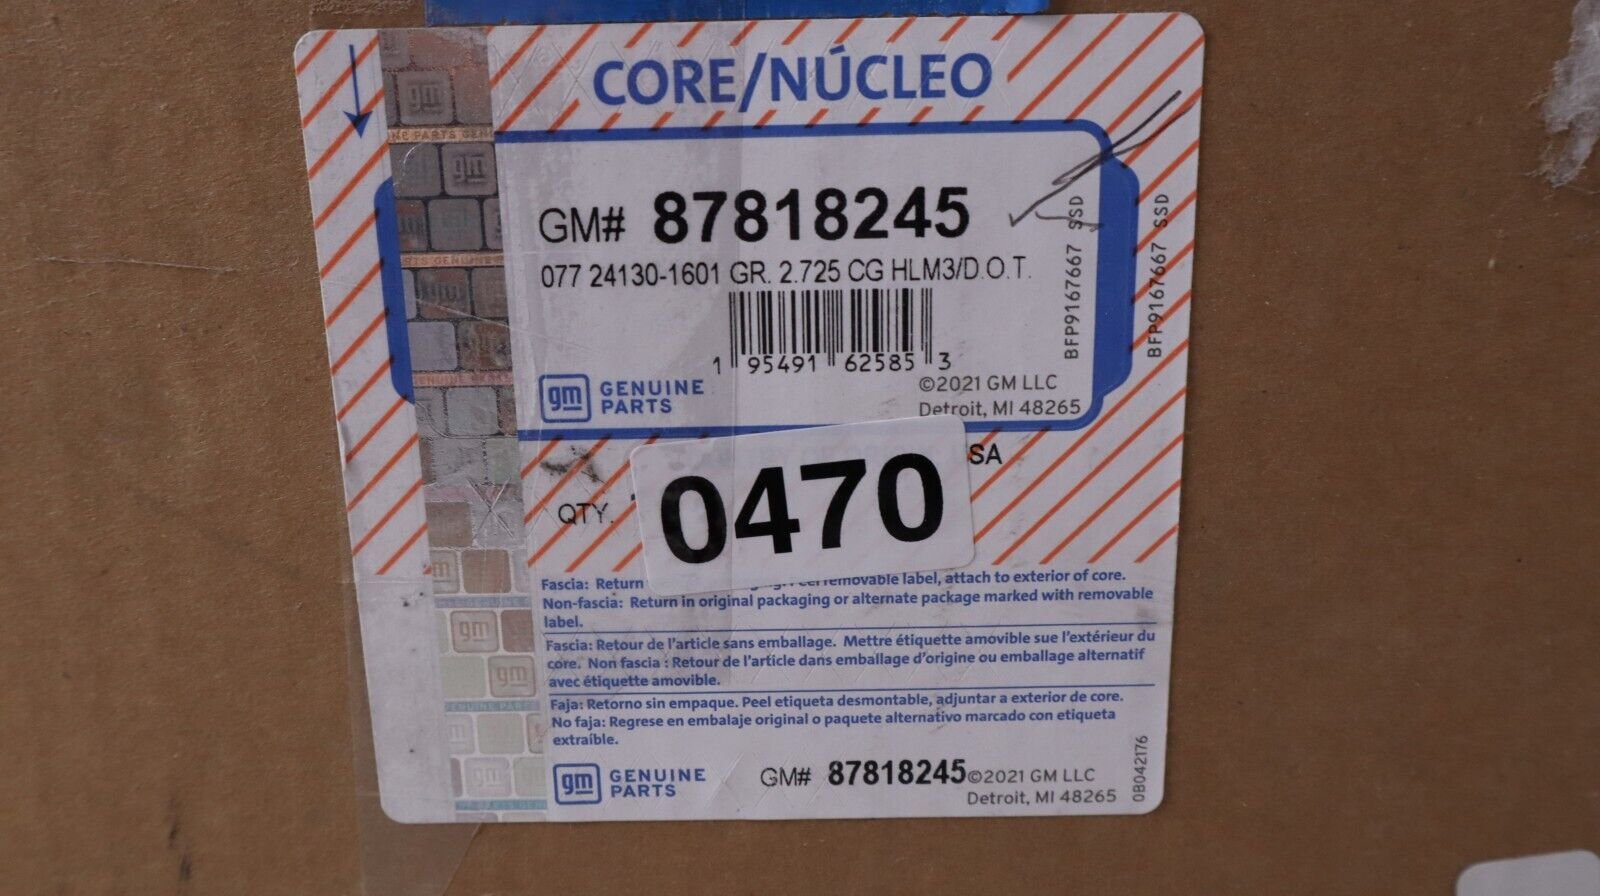 CORE/NÚCLEO
GM# 87818245
077 24130-1601 GR. 2.725 CG HLM3/D.O.T.
1 95491 62585 3
gm GENUINE PARTS
©2021 GM LLC
Detroit, MI 48265
BFP9167667 SSD
BFP9167667 SSD
SA
QTY.
0470
Fascia: Return removable label, attach to exterior of core.
Non-fascia: Return in original packaging or alternate package marked with removable
label.
Fascia: Retour de l'article sans emballage. Mettre étiquette amovible sue l'extérieur du
core. Non fascia : Retour de l'article dans emballage d'origine ou emballage alternatif
avec étiquette amovible.
Faja: Retorno sin empaque. Peel etiqueta desmontable, adjuntar a exterior de core.
No faja: Regrese en embalaje original o paquete alternativo marcado con etiqueta
extraíble.
gm GENUINE PARTS
GM# 87818245 ©2021 GM LLC
Detroit, MI 48265
0B042176